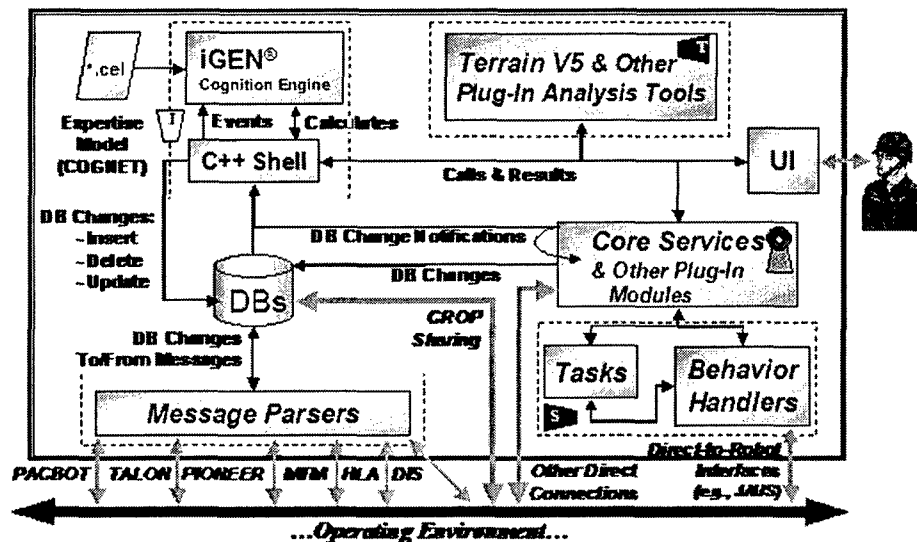 *.cel
iGEN®
Cognition Engine
T
Terrain V5 & Other
Plug-In Analysis Tools
T
Expertise
Model
(COGNET)
Events
Calculates
C++ Shell
UI
Calls & Results
DB Changes:
~Insert
~Delete
~Update
DB Change Notifications
DB Changes
Core Services
& Other Plug-In
Modules
DBs
CROP
Sharing
DB Changes
To/From Messages
Tasks
S
Behavior
Handlers
Message Parsers
PACBOT
TALON
PIONEER
HLA
DIS
Other Direct
Connections
Direct-to-Robot
Interfaces
(e.g., JAUS)
...Operating Environment...